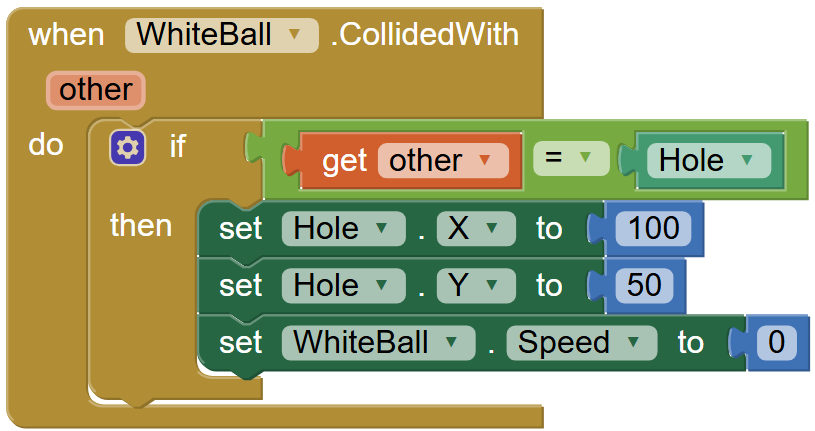 when WhiteBall .CollidedWith
other
do if get other = Hole
then set Hole . X to 100
set Hole . Y to 50
set WhiteBall . Speed to 0